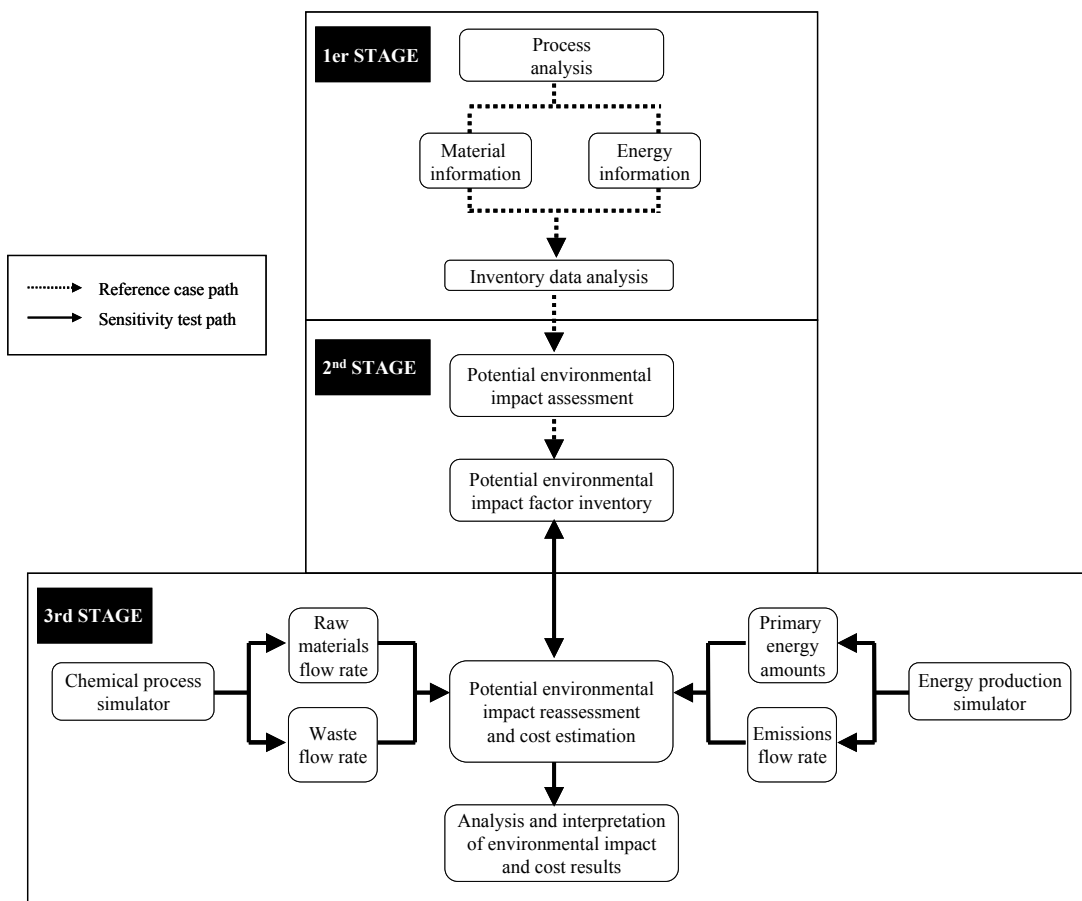 1er STAGE
Process
analysis
Material
information
Energy
information
Inventory data analysis
Reference case path
Sensitivity test path
2nd STAGE
Potential environmental
impact assessment
Potential environmental
impact factor inventory
3rd STAGE
Chemical process
simulator
Raw
materials
flow rate
Waste
flow rate
Potential environmental
impact reassessment
and cost estimation
Primary
energy
amounts
Emissions
flow rate
Energy production
simulator
Analysis and interpretation
of environmental impact
and cost results